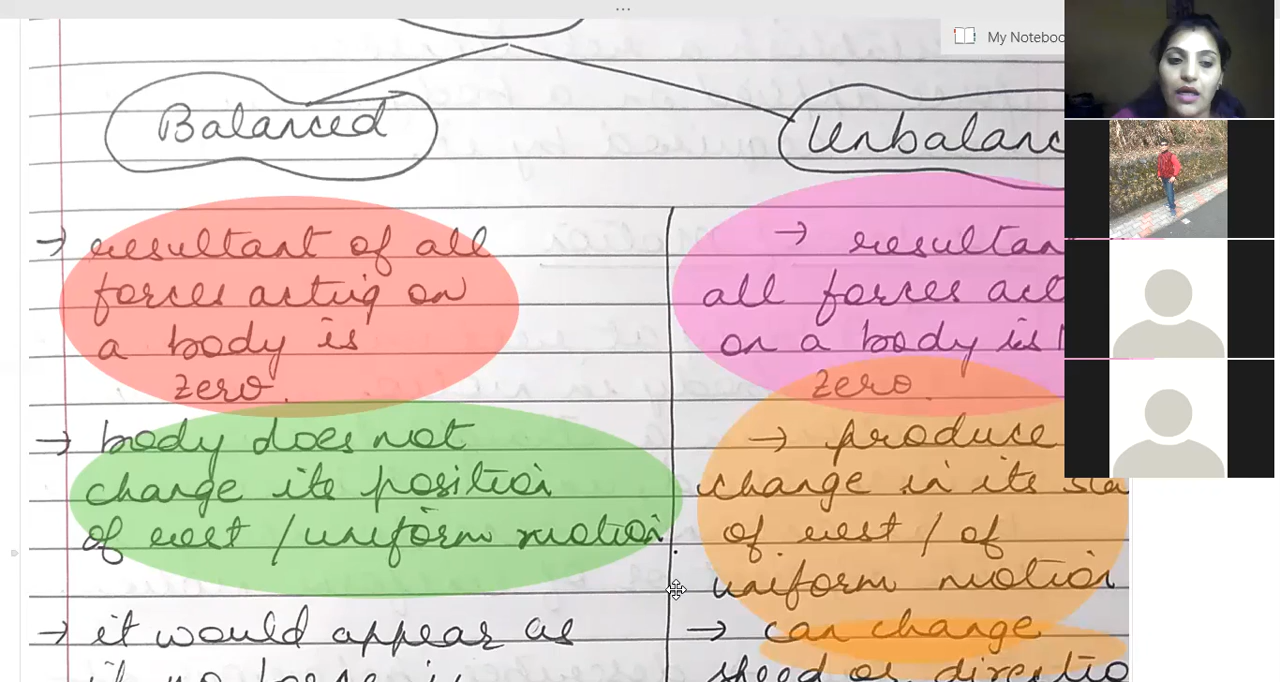 My Noteboo
Balanced
Unbalanc
→ resultant of all
forces acting on
a body is
zero.
→ body does not
change its position
of rest / uniform motion
→ it would appear as
→ resultan
all forces act
on a body is
zero.
→ produce
change in its sta
of rest / of
uniform motion
→ can change
speed or directio